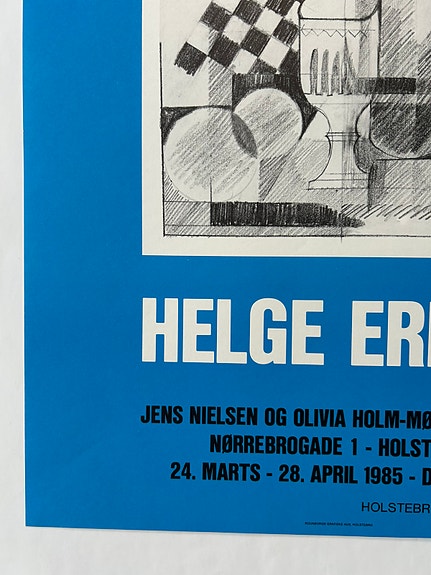 HELGE ER
JENS NIELSEN OG OLIVIA HOLM-MØ
NØRREBROGADE 1 - HOLST
24. MARTS - 28. APRIL 1985 - D
HOLSTEBR